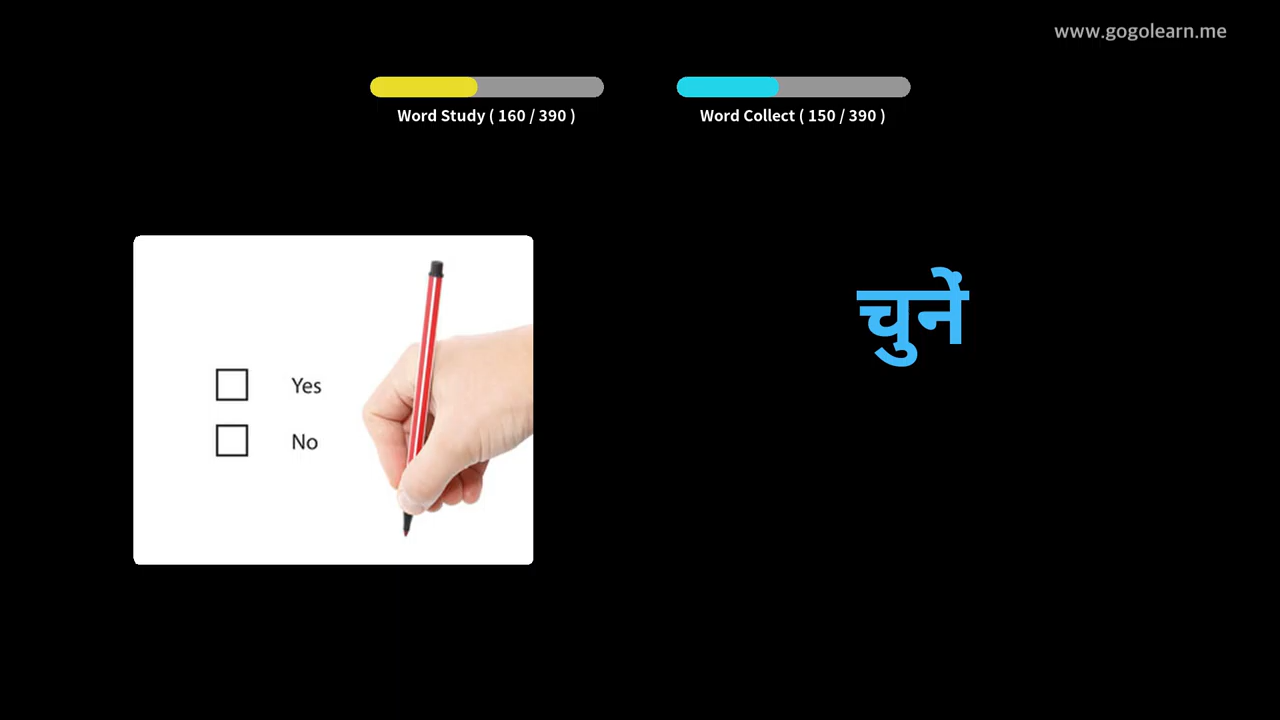 www.gogolearn.me
Word Study ( 160 / 390 )
Word Collect ( 150 / 390 )
चुनें
Yes
No